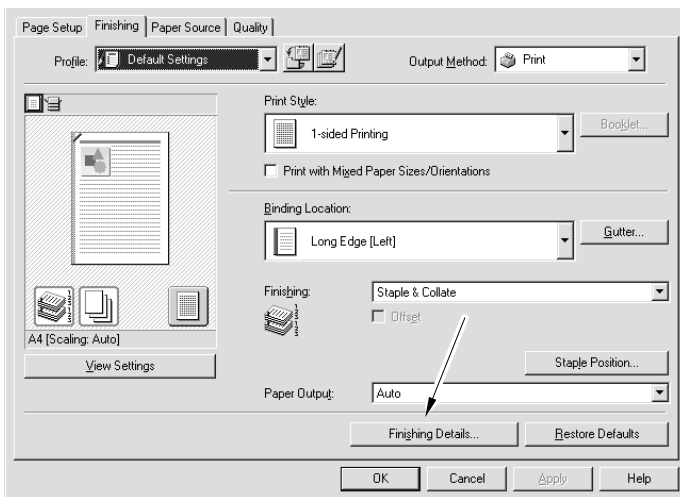 Page Setup Finishing Paper Source Quality
Profile: Default Settings Output Method: Print
Print Style:
1-sided Printing Booklet...
Print with Mixed Paper Sizes/Orientations
Binding Location:
Long Edge [Left] Gutter...
Finishing: Staple & Collate
Offset
A4 [Scaling: Auto]
View Settings Staple Position...
Paper Output: Auto
Finishing Details... Restore Defaults
OK Cancel Apply Help